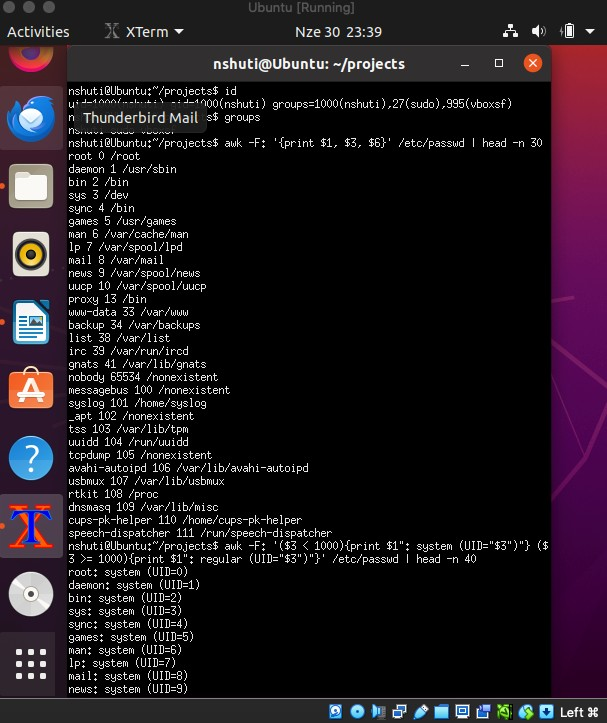 Ubuntu [Running]
Activities
XTerm
Nze 30 23:39
nshuti@Ubuntu: ~/projects
nshuti@Ubuntu:~/projects$ id
uid=1000(nshuti) gid=1000(nshuti) groups=1000(nshuti),27(sudo),995(vboxsf)
Thunderbird Mail
$ groups
nshuti sudo vboxsf
nshuti@Ubuntu:~/projects$ awk -F: '{print $1, $3, $6}' /etc/passwd | head -n 30
root 0 /root
daemon 1 /usr/sbin
bin 2 /bin
sys 3 /dev
sync 4 /bin
games 5 /usr/games
man 6 /var/cache/man
lp 7 /var/spool/lpd
mail 8 /var/mail
news 9 /var/spool/news
uucp 10 /var/spool/uucp
proxy 13 /bin
www-data 33 /var/www
backup 34 /var/backups
list 38 /var/list
irc 39 /var/run/ircd
gnats 41 /var/lib/gnats
nobody 65534 /nonexistent
messagebus 100 /nonexistent
syslog 101 /home/syslog
_apt 102 /nonexistent
tss 103 /var/lib/tpm
uuidd 104 /run/uuidd
tcpdump 105 /nonexistent
avahi-autoipd 106 /var/lib/avahi-autoipd
usbmux 107 /var/lib/usbmux
rtkit 108 /proc
dnsmasq 109 /var/lib/misc
cups-pk-helper 110 /home/cups-pk-helper
speech-dispatcher 111 /run/speech-dispatcher
nshuti@Ubuntu:~/projects$ awk -F: '($3 < 1000){print $1": system (UID="$3")"} ($
3 >= 1000){print $1": regular (UID="$3")"}' /etc/passwd | head -n 40
root: system (UID=0)
daemon: system (UID=1)
bin: system (UID=2)
sys: system (UID=3)
sync: system (UID=4)
games: system (UID=5)
man: system (UID=6)
lp: system (UID=7)
mail: system (UID=8)
news: system (UID=9)
Left ⌘